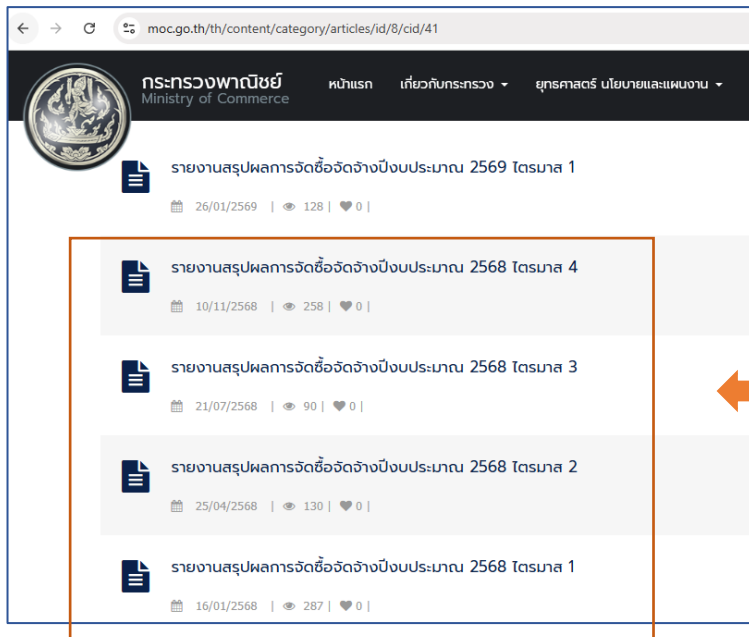 moc.go.th/th/content/category/articles/id/8/cid/41
กระทรวงพาณิชย์
Ministry of Commerce
หน้าแรก เกี่ยวกับกระทรวง ยุทธศาสตร์ นโยบายและแผนงาน
รายงานสรุปผลการจัดซื้อจัดจ้างปีงบประมาณ 2569 ไตรมาส 1
26/01/2569 | 128 | 0 |
รายงานสรุปผลการจัดซื้อจัดจ้างปีงบประมาณ 2568 ไตรมาส 4
10/11/2568 | 258 | 0 |
รายงานสรุปผลการจัดซื้อจัดจ้างปีงบประมาณ 2568 ไตรมาส 3
21/07/2568 | 90 | 0 |
รายงานสรุปผลการจัดซื้อจัดจ้างปีงบประมาณ 2568 ไตรมาส 2
25/04/2568 | 130 | 0 |
รายงานสรุปผลการจัดซื้อจัดจ้างปีงบประมาณ 2568 ไตรมาส 1
16/01/2568 | 287 | 0 |